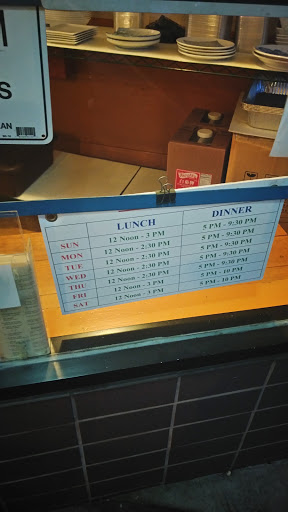 S
AN
LUNCH DINNER
SUN 12 Noon - 3 PM 5 PM - 9:30 PM
MON 12 Noon - 2:30 PM 5 PM - 9:30 PM
TUE 12 Noon - 2:30 PM 5 PM - 9:30 PM
WED 12 Noon - 2:30 PM 5 PM - 9:30 PM
THU 12 Noon - 2:30 PM 5 PM - 9:30 PM
FRI 12 Noon - 3 PM 5 PM - 10 PM
SAT 12 Noon - 3 PM 5 PM - 10 PM